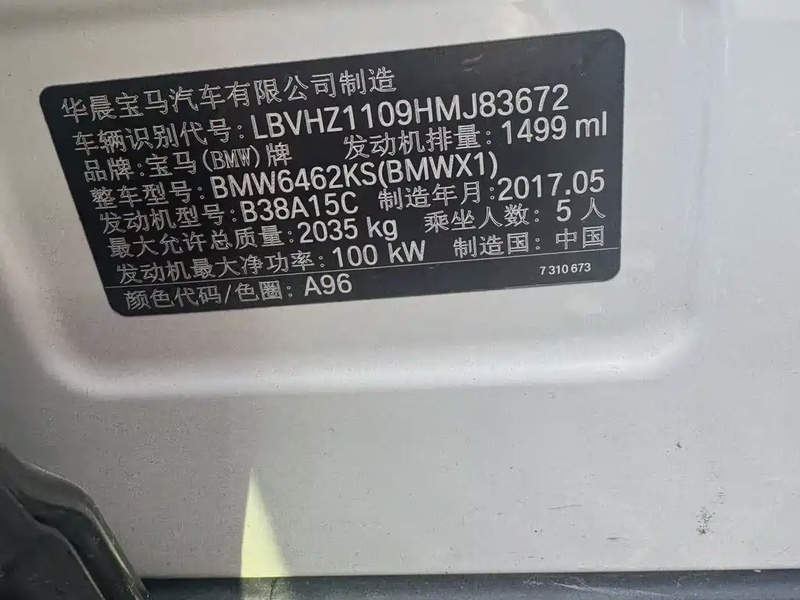 华晨宝马汽车有限公司制造
车辆识别代号: LBVHZ1109HMJ83672
品牌: 宝马(BMW)牌 发动机排量: 1499 ml
整车型号: BMW6462KS(BMWX1)
发动机型号: B38A15C 制造年月: 2017.05
最大允许总质量: 2035 kg 乘坐人数: 5 人
发动机最大净功率: 100 kW 制造国: 中国
颜色代码/色圈: A96 7 310 673